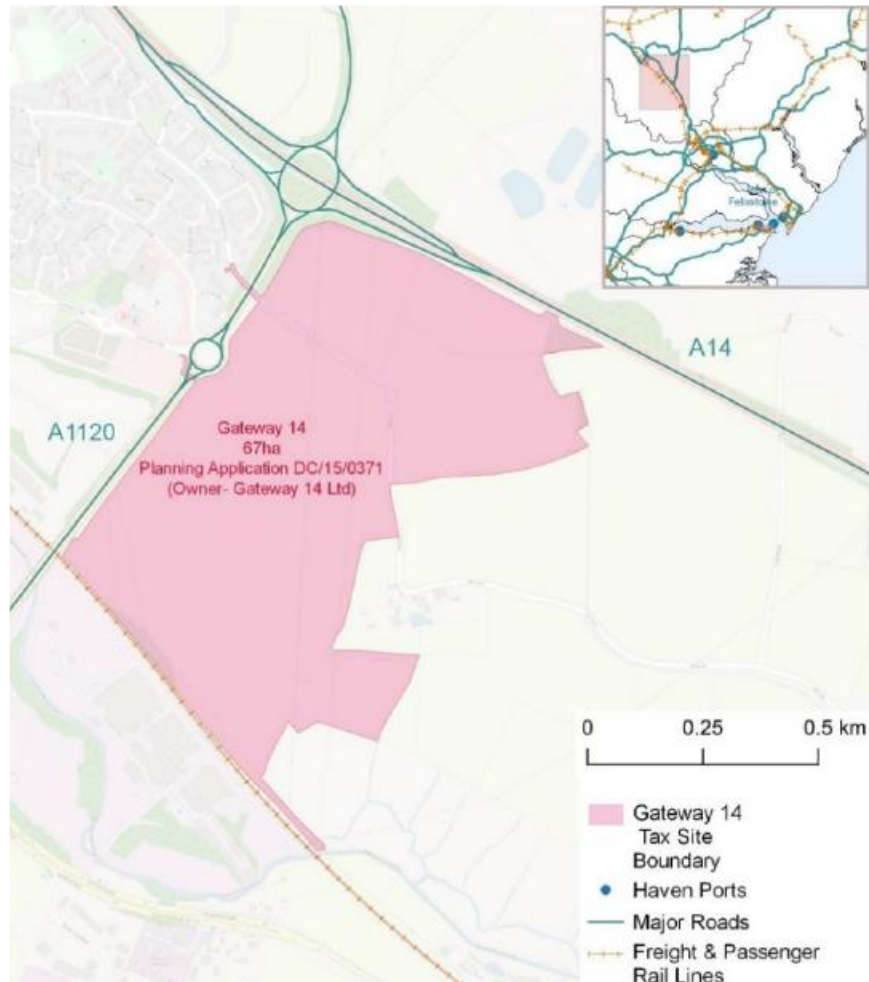 Felixstowe
A14
A1120
Gateway 14
67ha
Planning Application DC/15/0371
(Owner- Gateway 14 Ltd)
0 0.25 0.5 km
Gateway 14
Tax Site
Boundary
Haven Ports
Major Roads
Freight & Passenger
Rail Lines